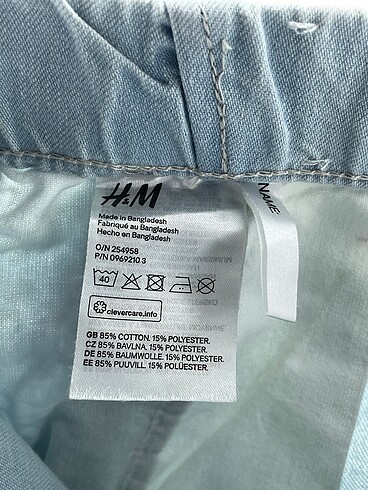 H&M
Made in Bangladesh
Fabriqué au Bangladesh
Hecho en Bangladesh
O/N 254958
P/N 0969210 3
40
clevercare.info
GB 85% COTTON. 15% POLYESTER.
CZ 85% BAVLNA. 15% POLYESTER.
DE 85% BAUMWOLLE. 15% POLYESTER.
EE 85% PUUVILL. 15% POLÜESTER.
NAME: